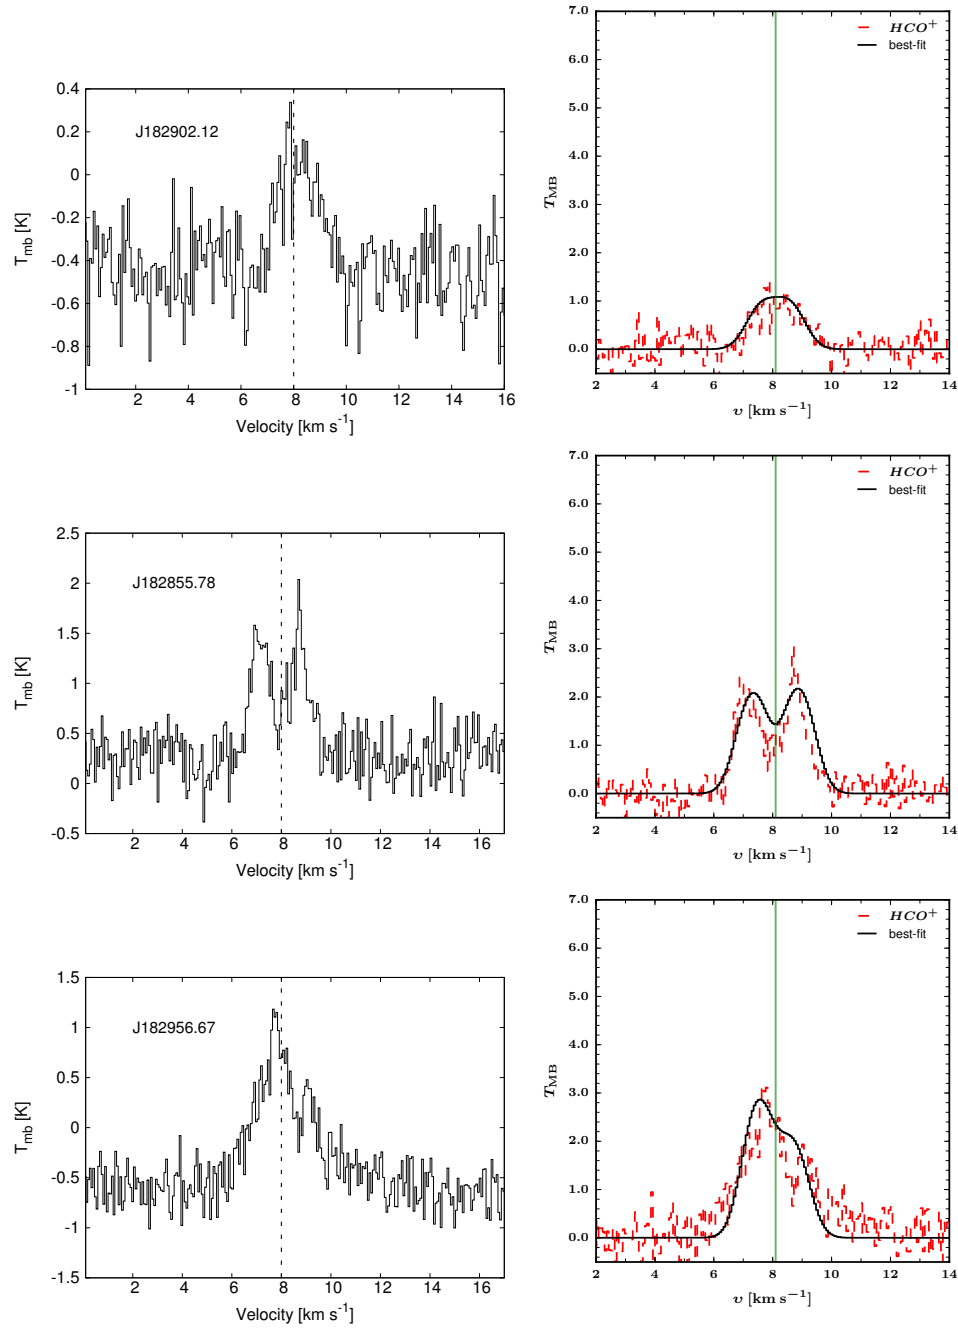 0.4
0.2
0
-0.2
-0.4
-0.6
-0.8
-1
T_mb [K]
J182902.12
2 4 6 8 10 12 14 16
Velocity [km s^-1]
7.0
6.0
5.0
4.0
3.0
2.0
1.0
0.0
T_MB
HCO^+
best-fit
2 4 6 8 10 12 14
υ [km s^−1]
2.5
2
1.5
1
0.5
0
-0.5
T_mb [K]
J182855.78
2 4 6 8 10 12 14 16
Velocity [km s^-1]
7.0
6.0
5.0
4.0
3.0
2.0
1.0
0.0
T_MB
HCO^+
best-fit
2 4 6 8 10 12 14
υ [km s^−1]
1.5
1
0.5
0
-0.5
-1
-1.5
T_mb [K]
J182956.67
2 4 6 8 10 12 14 16
Velocity [km s^-1]
7.0
6.0
5.0
4.0
3.0
2.0
1.0
0.0
T_MB
HCO^+
best-fit
2 4 6 8 10 12 14
υ [km s^−1]